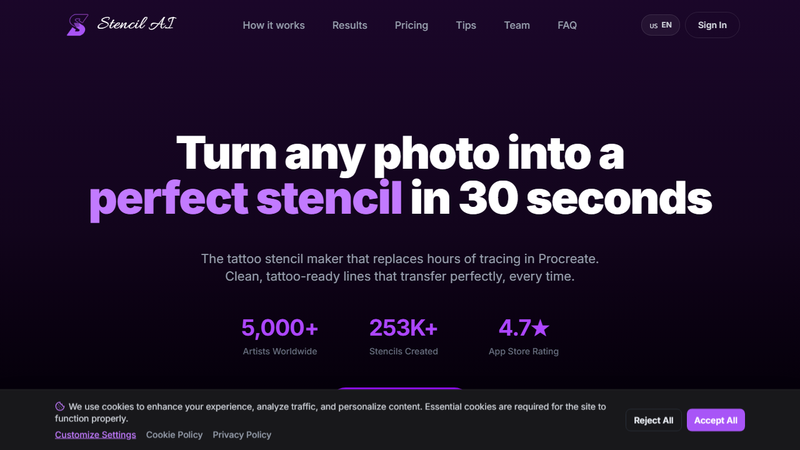 Stencil AI
How it works
Results
Pricing
Tips
Team
FAQ
US EN
Sign In
Turn any photo into a
perfect stencil in 30 seconds
The tattoo stencil maker that replaces hours of tracing in Procreate.
Clean, tattoo-ready lines that transfer perfectly, every time.
5,000+
253K+
4.7★
Artists Worldwide
Stencils Created
App Store Rating
We use cookies to enhance your experience, analyze traffic, and personalize content. Essential cookies are required for the site to
function properly.
Customize Settings
Cookie Policy
Privacy Policy
Reject All
Accept All